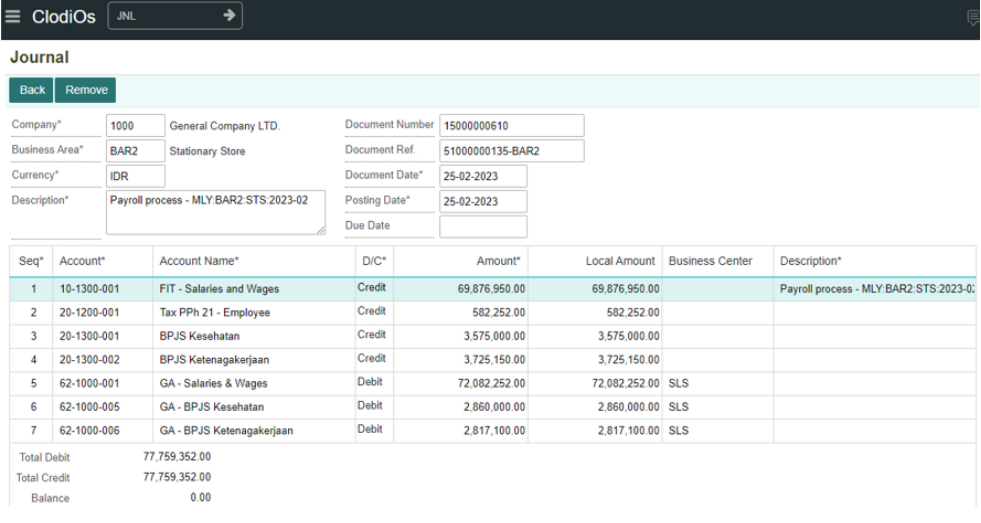 ClodiOs JNL
Journal
Back Remove
Company* 1000 General Company LTD. Document Number 15000000610
Business Area* BAR2 Stationary Store Document Ref. 51000000135-BAR2
Currency* IDR Document Date* 25-02-2023
Description* Payroll process - MLY:BAR2:STS:2023-02 Posting Date* 25-02-2023
Due Date
Seq* Account* Account Name* D/C* Amount* Local Amount Business Center Description*
1 10-1300-001 FIT - Salaries and Wages Credit 69,876,950.00 69,876,950.00 Payroll process - MLY:BAR2:STS:2023-02
2 20-1200-001 Tax PPh 21 - Employee Credit 582,252.00 582,252.00
3 20-1300-001 BPJS Kesehatan Credit 3,575,000.00 3,575,000.00
4 20-1300-002 BPJS Ketenagakerjaan Credit 3,725,150.00 3,725,150.00
5 62-1000-001 GA - Salaries & Wages Debit 72,082,252.00 72,082,252.00 SLS
6 62-1000-005 GA - BPJS Kesehatan Debit 2,860,000.00 2,860,000.00 SLS
7 62-1000-006 GA - BPJS Ketenagakerjaan Debit 2,817,100.00 2,817,100.00 SLS
Total Debit 77,759,352.00
Total Credit 77,759,352.00
Balance 0.00